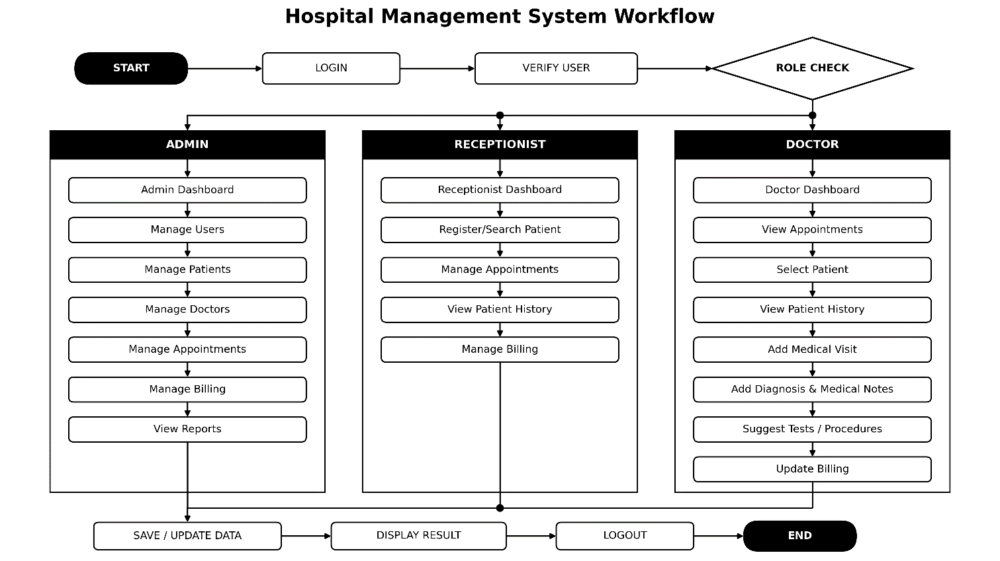 Hospital Management System Workflow
START
LOGIN
VERIFY USER
ROLE CHECK
ADMIN
Admin Dashboard
Manage Users
Manage Patients
Manage Doctors
Manage Appointments
Manage Billing
View Reports
RECEPTIONIST
Receptionist Dashboard
Register/Search Patient
Manage Appointments
View Patient History
Manage Billing
DOCTOR
Doctor Dashboard
View Appointments
Select Patient
View Patient History
Add Medical Visit
Add Diagnosis & Medical Notes
Suggest Tests / Procedures
Update Billing
SAVE / UPDATE DATA
DISPLAY RESULT
LOGOUT
END